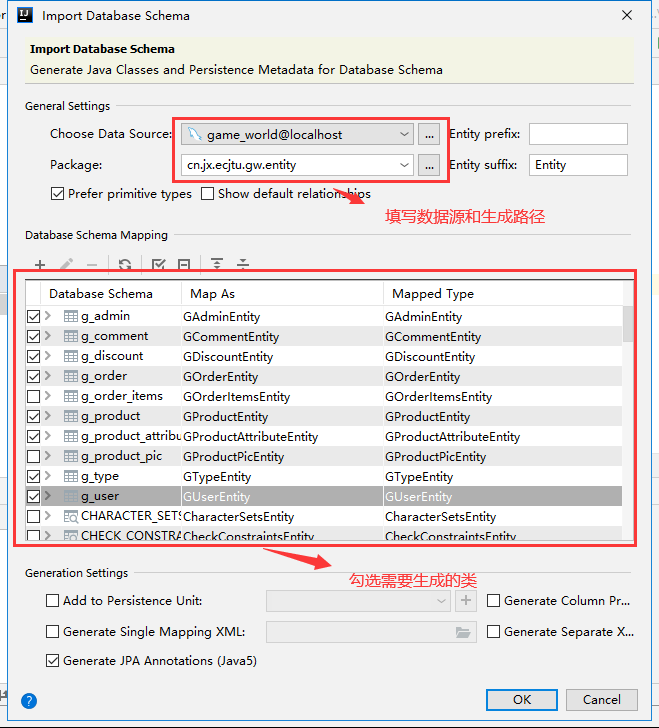 Import Database Schema
Import Database Schema
Generate Java Classes and Persistence Metadata for Database Schema
General Settings
Choose Data Source: game_world@localhost ... Entity prefix:
Package: cn.jx.ecjtu.gw.entity ... Entity suffix: Entity
Prefer primitive types Show default relationships
填写数据源和生成路径
Database Schema Mapping
Database Schema Map As Mapped Type
g_admin GAdminEntity GAdminEntity
g_comment GCommentEntity GCommentEntity
g_discount GDiscountEntity GDiscountEntity
g_order GOrderEntity GOrderEntity
g_order_items GOrderItemsEntity GOrderItemsEntity
g_product GProductEntity GProductEntity
g_product_attribu GProductAttributeEntity GProductAttributeEntity
g_product_pic GProductPicEntity GProductPicEntity
g_type GTypeEntity GTypeEntity
g_user GUserEntity GUserEntity
CHARACTER_SETS CharacterSetsEntity CharacterSetsEntity
CHECK_CONSTRA CheckConstraintsEntity CheckConstraintsEntity
Generation Settings
勾选需要生成的类
Add to Persistence Unit: Generate Column Pr...
Generate Single Mapping XML: Generate Separate X...
Generate JPA Annotations (Java5)
? OK Cancel